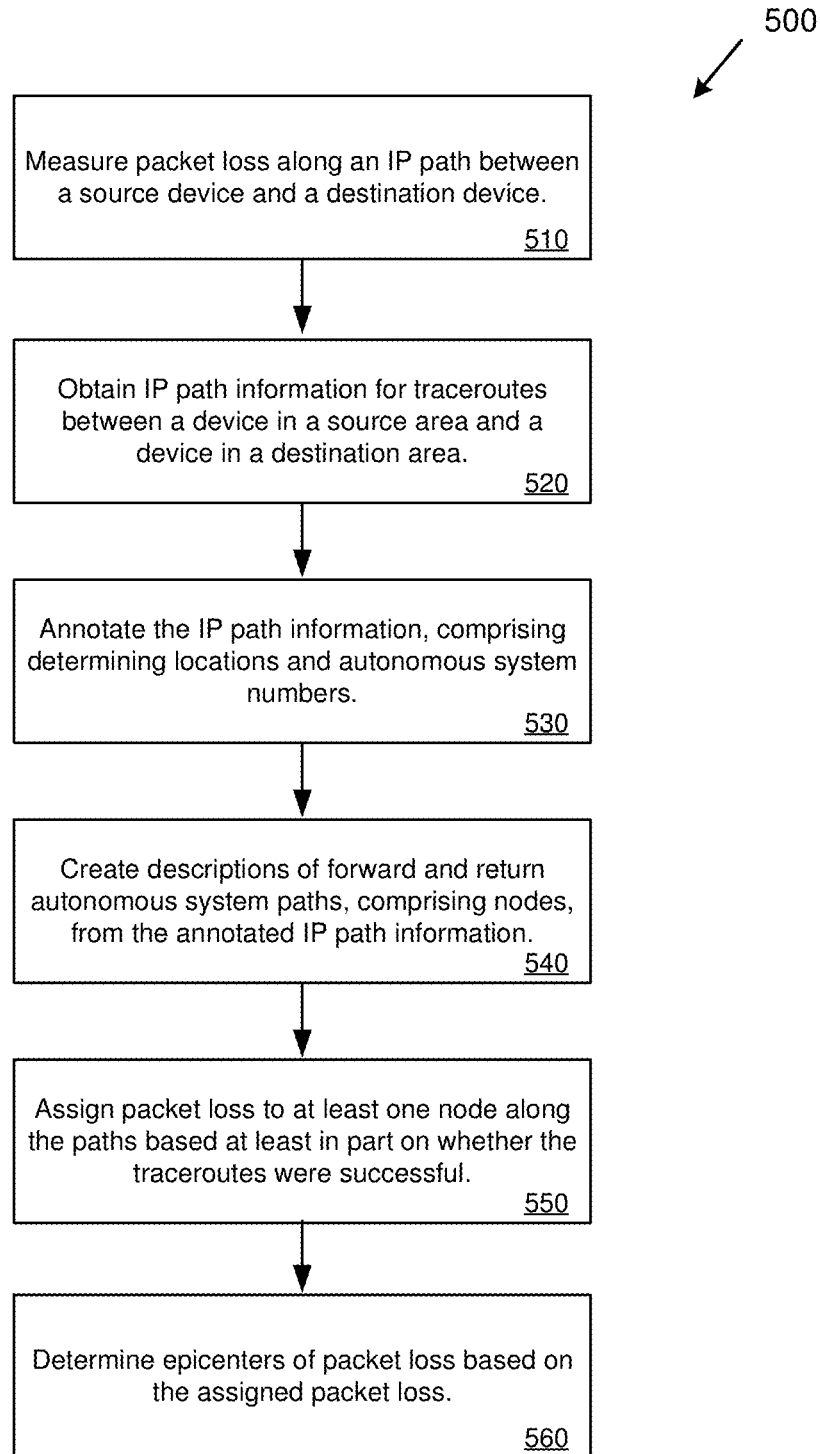 500
Measure packet loss along an IP path between
a source device and a destination device.
510
Obtain IP path information for traceroutes
between a device in a source area and a
device in a destination area.
520
Annotate the IP path information, comprising
determining locations and autonomous system
numbers.
530
Create descriptions of forward and return
autonomous system paths, comprising nodes,
from the annotated IP path information.
540
Assign packet loss to at least one node along
the paths based at least in part on whether the
traceroutes were successful.
550
Determine epicenters of packet loss based on
the assigned packet loss.
560